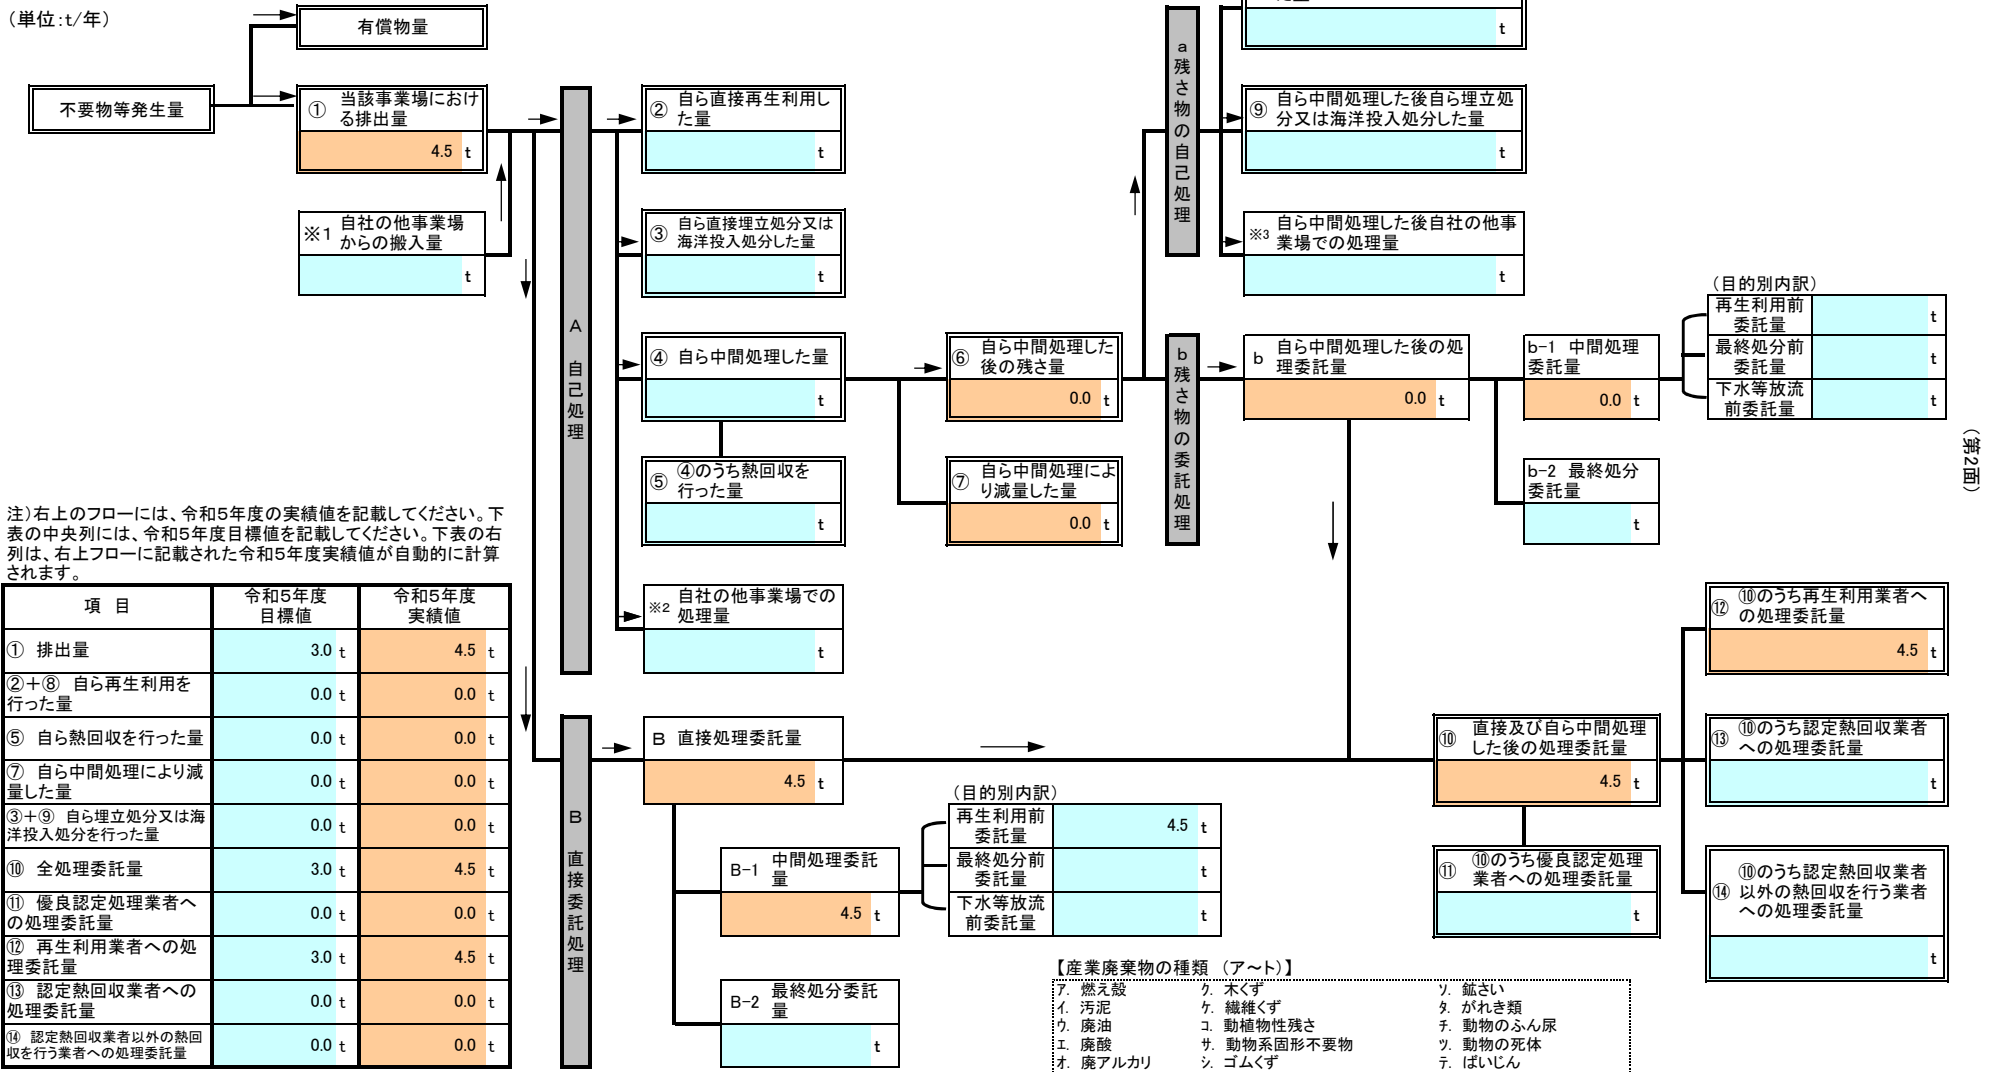 （単位:t/年）
有償物量
不要物等発生量
① 当該事業場におけ
る排出量
4.5 t
※1 自社の他事業場
からの搬入量
t
A 自己処理
② 自ら直接再生利用し
た量
t
③ 自ら直接埋立処分又は
海洋投入処分した量
t
④ 自ら中間処理した量
t
⑤ ④のうち熱回収を
行った量
t
※2 自社の他事業場での
処理量
t
⑥ 自ら中間処理した
後の残さ量
0.0 t
⑦ 自ら中間処理によ
り減量した量
0.0 t
a 残さ物の自己処理
t
⑨ 自ら中間処理した後自ら埋立処
分又は海洋投入処分した量
t
※3 自ら中間処理した後自社の他事
業場での処理量
t
b 残さ物の委託処理
b 自ら中間処理した後の処
理委託量
0.0 t
b-1 中間処理
委託量
0.0 t
b-2 最終処分
委託量
t
（目的別内訳）
再生利用前
委託量
t
最終処分前
委託量
t
下水等放流
前委託量
t
（第2面）
注）右上のフローには、令和5年度の実績値を記載してください。下
表の中央列には、令和5年度目標値を記載してください。下表の右
列は、右上フローに記載された令和5年度実績値が自動的に計算
されます。
項 目 令和5年度
目標値 令和5年度
実績値
① 排出量 3.0 t 4.5 t
②+⑧ 自ら再生利用を
行った量 0.0 t 0.0 t
⑤ 自ら熱回収を行った量 0.0 t 0.0 t
⑦ 自ら中間処理により減
量した量 0.0 t 0.0 t
③+⑨ 自ら埋立処分又は海
洋投入処分を行った量 0.0 t 0.0 t
⑩ 全処理委託量 3.0 t 4.5 t
⑪ 優良認定処理業者へ
の処理委託量 0.0 t 0.0 t
⑫ 再生利用業者への処
理委託量 3.0 t 4.5 t
⑬ 認定熱回収業者への
処理委託量 0.0 t 0.0 t
⑭ 認定熱回収業者以外の熱回
収を行う業者への処理委託量 0.0 t 0.0 t
B 直接委託処理
B 直接処理委託量
4.5 t
B-1 中間処理委託
量
4.5 t
B-2 最終処分委託
量
t
（目的別内訳）
再生利用前
委託量
4.5 t
最終処分前
委託量
t
下水等放流
前委託量
t
⑩ 直接及び自ら中間処理
した後の処理委託量
4.5 t
⑪ ⑩のうち優良認定処理
業者への処理委託量
t
⑫ ⑩のうち再生利用業者へ
の処理委託量
4.5 t
⑬ ⑩のうち認定熱回収業者
への処理委託量
t
⑭ ⑩のうち認定熱回収業者
以外の熱回収を行う業者
への処理委託量
t
【産業廃棄物の種類 （ア～ト）】
ア. 燃え殻 ク. 木くず ソ. 鉱さい
イ. 汚泥 ケ. 繊維くず タ. がれき類
ウ. 廃油 コ. 動植物性残さ チ. 動物のふん尿
エ. 廃酸 サ. 動物系固形不要物 ツ. 動物の死体
オ. 廃アルカリ シ. ゴムくず テ. ばいじん